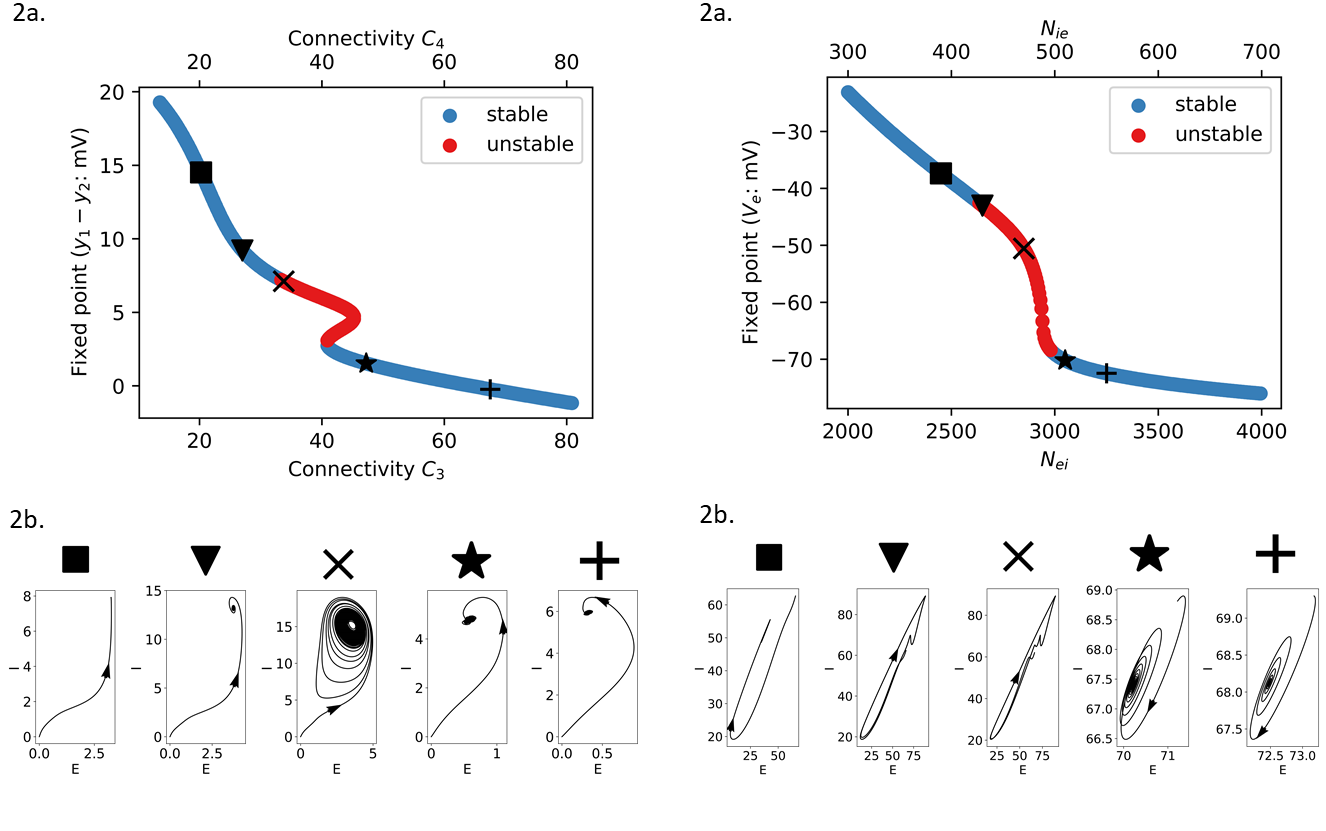 2a.
Connectivity C4
20 40 60 80
20
15
10
5
0
Fixed point (y1 − y2: mV)
stable
unstable
20 40 60 80
Connectivity C3
2a.
Nie
300 400 500 600 700
−30
−40
−50
−60
−70
Fixed point (Ve: mV)
stable
unstable
2000 2500 3000 3500 4000
Nei
2b.
8
6
4
2
0
I
0.0 2.5
E
15
10
5
0
I
0.0 2.5
E
15
10
5
0
I
0 5
E
4
2
0
I
0 1
E
6
4
2
0
I
0.0 0.5
E
2b.
60
50
40
30
20
I
25 50
E
80
60
40
20
I
25 50 75
E
80
60
40
20
I
25 50 75
E
69.0
68.5
68.0
67.5
67.0
66.5
I
70 71
E
69.0
68.5
68.0
67.5
I
72.5 73.0
E